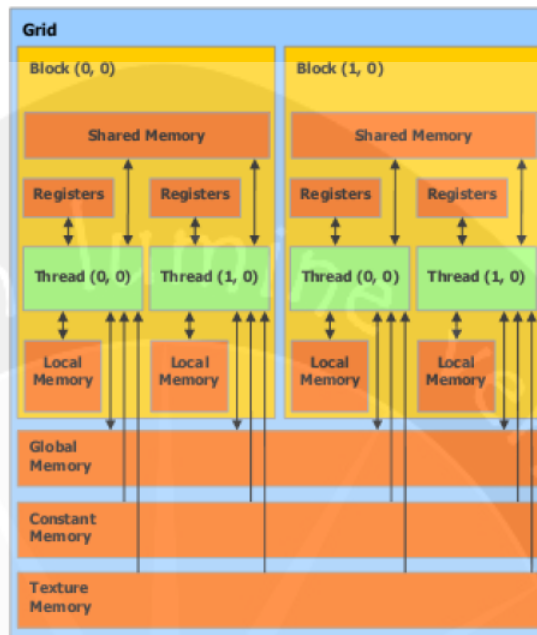 Grid
Block (0, 0)
Block (1, 0)
Shared Memory
Shared Memory
Registers
Registers
Registers
Registers
Thread (0, 0)
Thread (1, 0)
Thread (0, 0)
Thread (1, 0)
Local
Memory
Local
Memory
Local
Memory
Local
Memory
Global
Memory
Constant
Memory
Texture
Memory
lumine